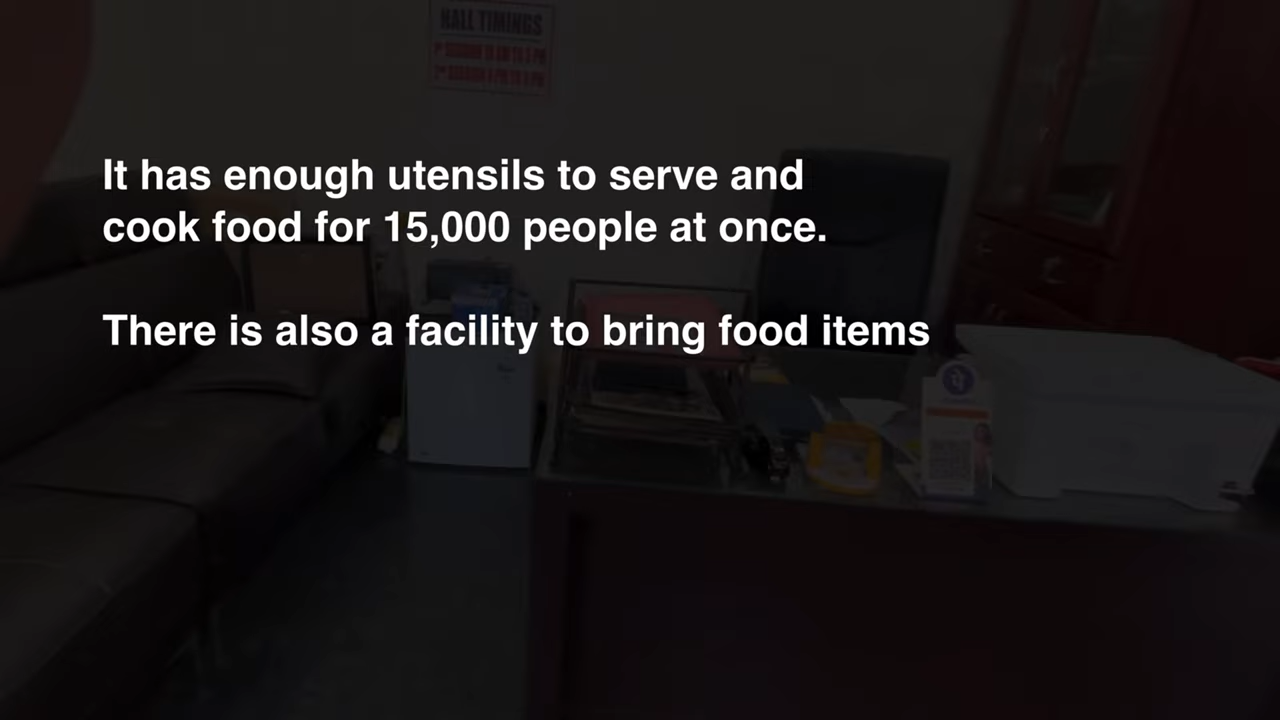 HALL TIMINGS
It has enough utensils to serve and
cook food for 15,000 people at once.
There is also a facility to bring food items